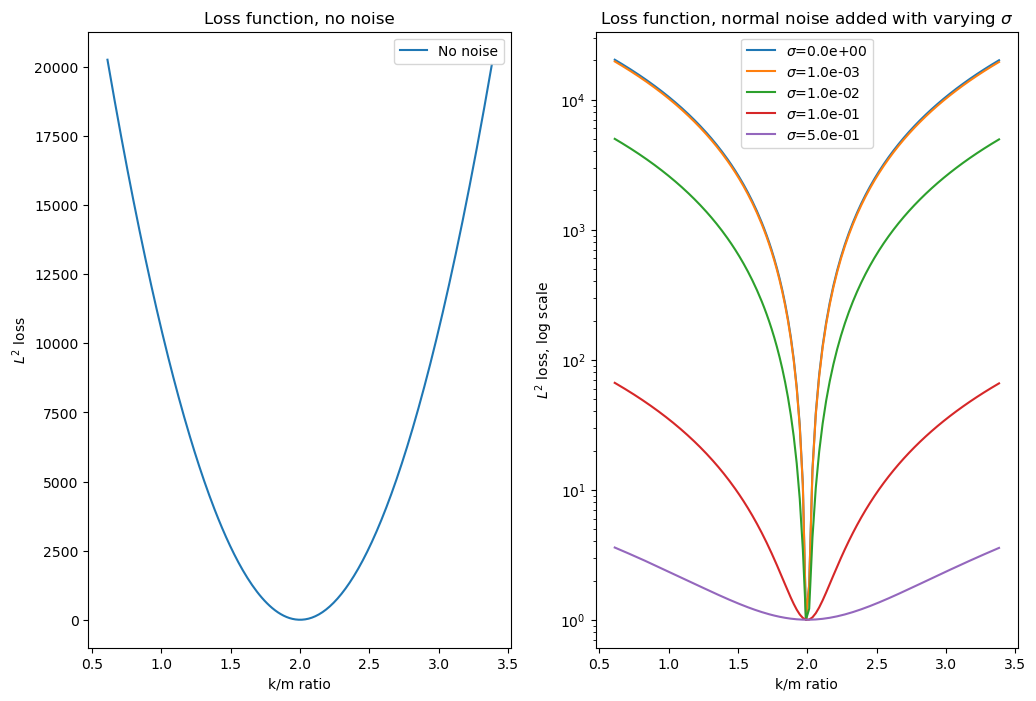 Loss function, no noise
No noise
20000
17500
15000
12500
10000
7500
5000
2500
0
L² loss
0.5 1.0 1.5 2.0 2.5 3.0 3.5
k/m ratio
Loss function, normal noise added with varying σ
σ=0.0e+00
σ=1.0e-03
σ=1.0e-02
σ=1.0e-01
σ=5.0e-01
10⁴
10³
10²
10¹
10⁰
L² loss, log scale
0.5 1.0 1.5 2.0 2.5 3.0 3.5
k/m ratio